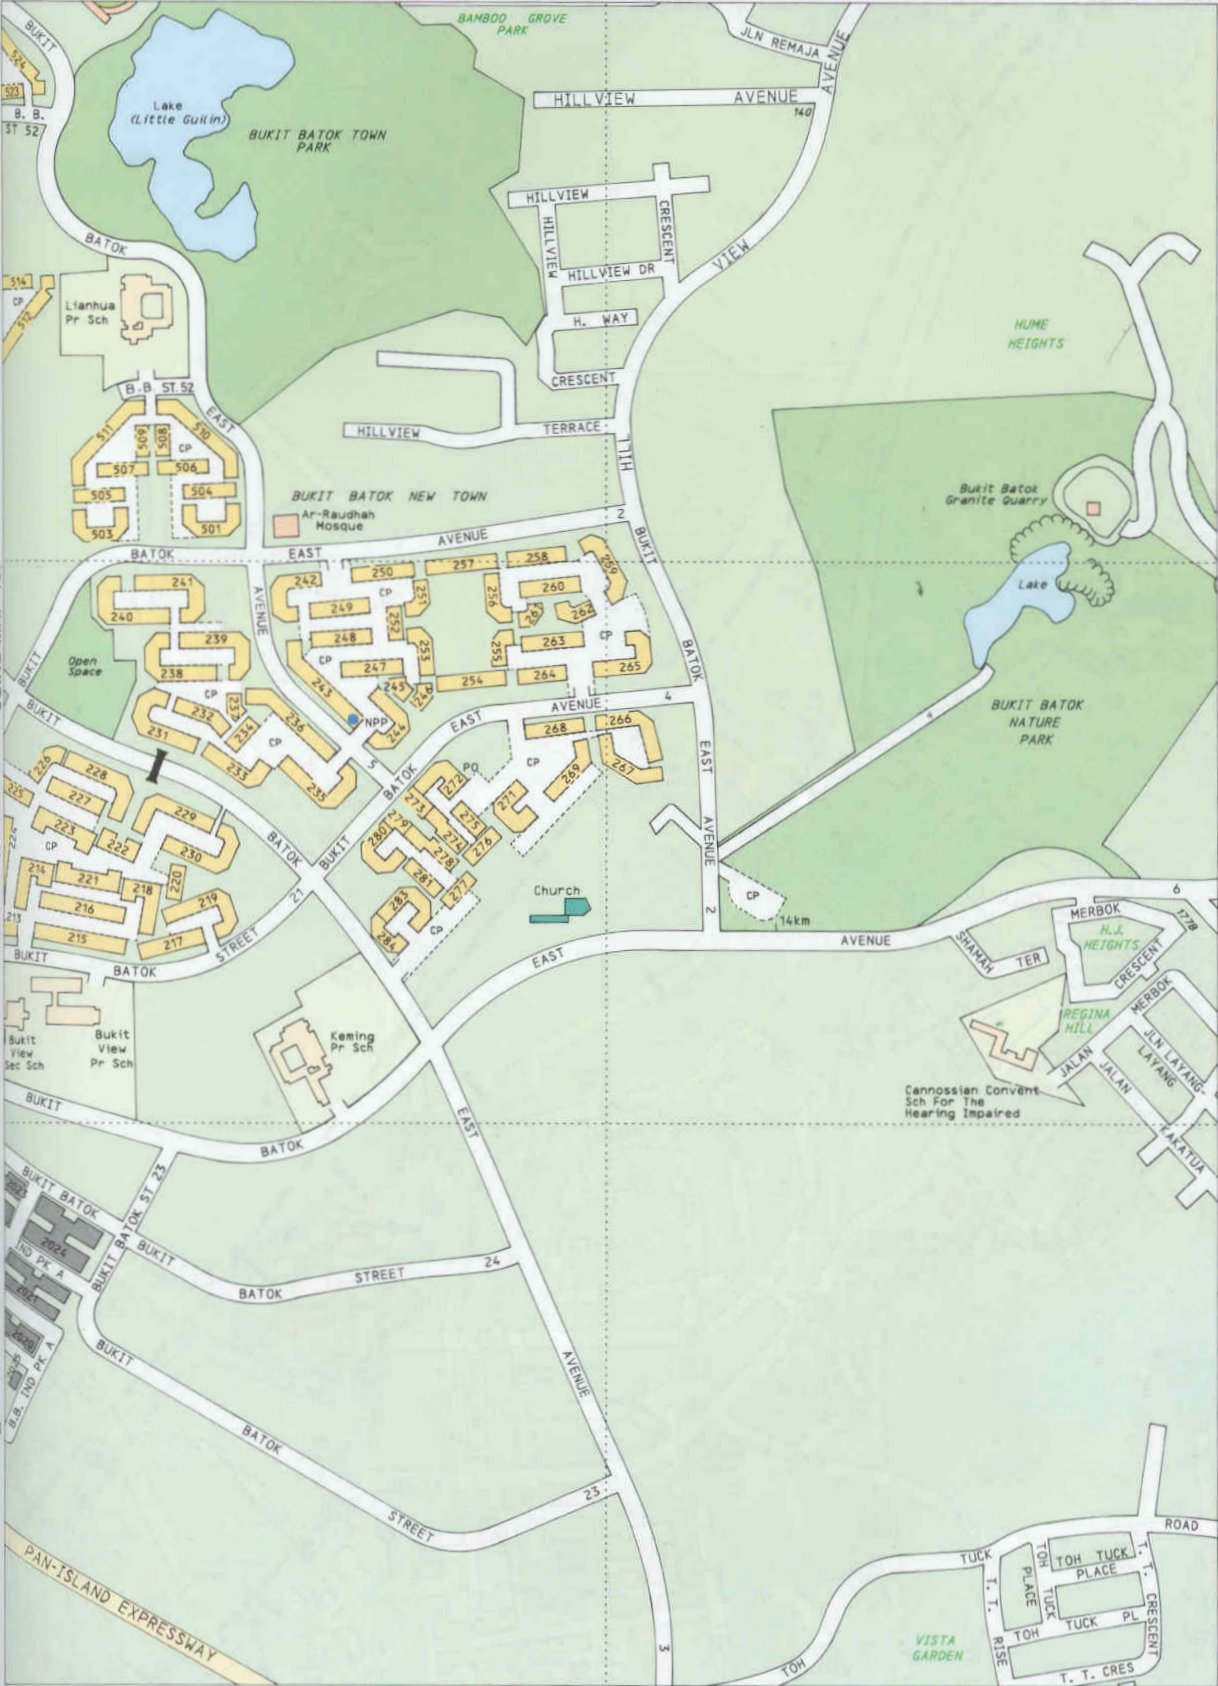 BAMBOO GROVE
PARK
JLN REMAJA
AVENUE
BUKIT
524
523
B. B.
ST 52
Lake
(Little Guilin)
BUKIT BATOK TOWN
PARK
HILLVIEW AVENUE
140
HILLVIEW
HILLVIEW
CRESCENT
HILLVIEW DR
VIEW
H. WAY
CRESCENT
BATOK
514
CP
512
Lianhua
Pr Sch
HUME
HEIGHTS
B.B. ST.52
EAST
HILLVIEW TERRACE
HILL
511
509
508
510
CP
507
506
505
504
503
501
BUKIT BATOK NEW TOWN
Ar-Raudhah
Mosque
Bukit Batok
Granite Quarry
BATOK EAST AVENUE 2
BUKIT
Lake
241
240
239
238
AVENUE
242
250
257
258
259
CP
251
249
252
256
260
261
262
248
CP
253
255
263
CP
247
254
264
265
243
245
246
244
NPP
BATOK
BUKIT
Open
Space
BUKIT
CP
237
232
234
236
231
CP
233
235
5
BUKIT BATOK EAST AVENUE 4
268
266
267
CP
269
PO
272
271
273
275
279
274
276
280
278
281
277
283
284
CP
BUKIT BATOK
NATURE
PARK
EAST
AVENUE
2
226
228
225
227
229
223
224
CP
222
230
214
221
218
220
216
219
213
215
217
BATOK
BUKIT BATOK STREET 21
Church
CP
14km
EAST AVENUE 6
SHAMAH TER
MERBOK
CRESCENT
H.J.
HEIGHTS
1778
REGINA
HILL
JALAN MERBOK
JLN LAYANG-
LAYANG
JALAN
KAKATUA
Cannossian Convent
Sch For The
Hearing Impaired
Bukit
View
Sec Sch
Bukit
View
Pr Sch
Keming
Pr Sch
BUKIT BATOK
EAST
BUKIT BATOK
BUKIT BATOK ST 23
2023
2024
IND PK A
2021
2020
B.B. IND PK A
BUKIT BATOK STREET 24
AVENUE
BUKIT BATOK STREET 23
3
PAN-ISLAND EXPRESSWAY
TOH TUCK ROAD
T. T. RISE
TOH TUCK
PLACE
TOH TUCK
PLACE
TOH TUCK PL
T. T. CRESCENT
T. T. CRES
VISTA
GARDEN